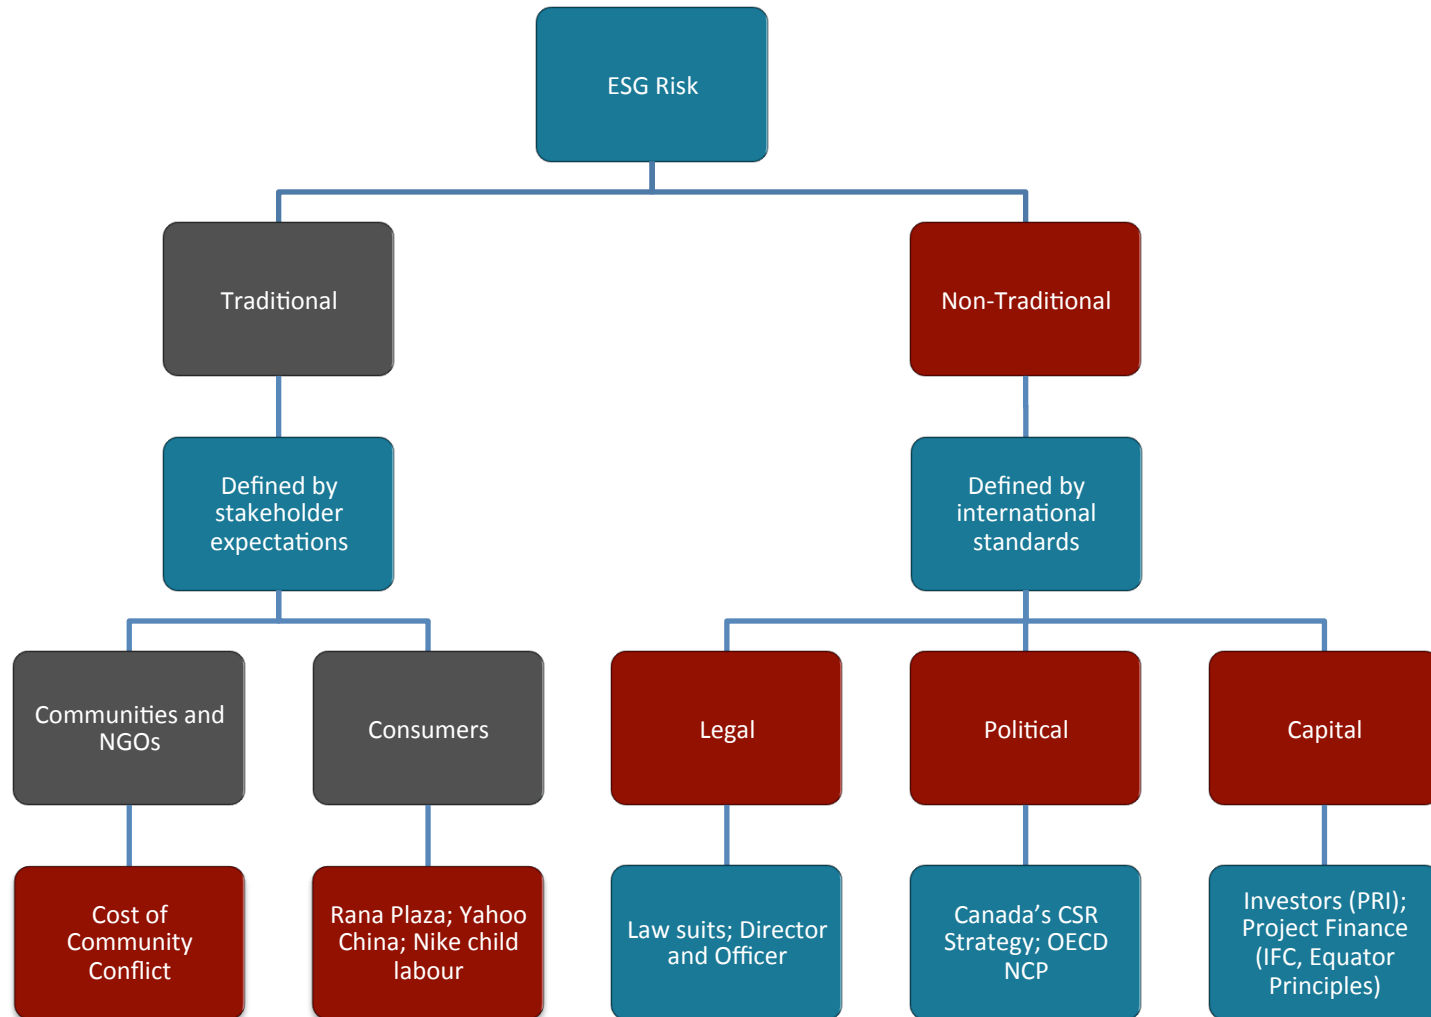 ESG Risk
Traditional
Non-Traditional
Defined by
stakeholder
expectations
Defined by
international
standards
Communities and
NGOs
Consumers
Legal
Political
Capital
Cost of
Community
Conflict
Rana Plaza; Yahoo
China; Nike child
labour
Law suits; Director
and Officer
Canada’s CSR
Strategy; OECD
NCP
Investors (PRI);
Project Finance
(IFC, Equator
Principles)